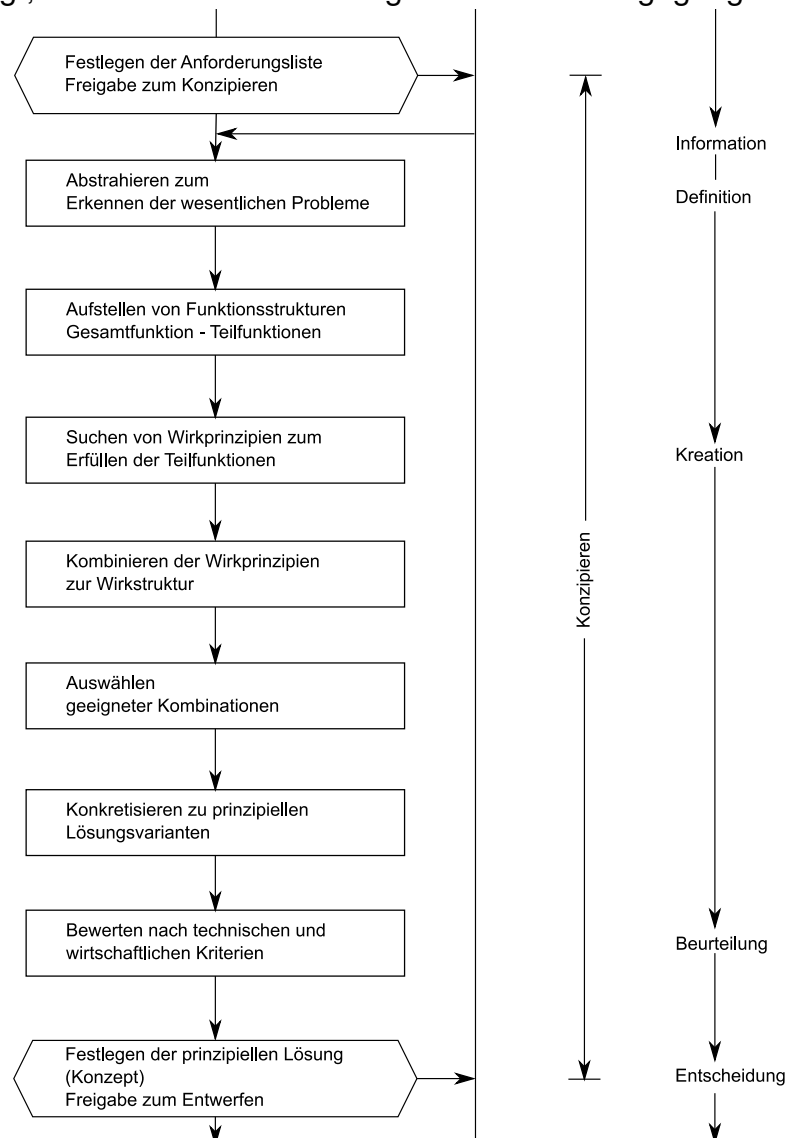 Festlegen der Anforderungsliste
Freigabe zum Konzipieren
Abstrahieren zum
Erkennen der wesentlichen Probleme
Aufstellen von Funktionsstrukturen
Gesamtfunktion - Teilfunktionen
Suchen von Wirkprinzipien zum
Erfüllen der Teilfunktionen
Kombinieren der Wirkprinzipien
zur Wirkstruktur
Auswählen
geeigneter Kombinationen
Konkretisieren zu prinzipiellen
Lösungsvarianten
Bewerten nach technischen und
wirtschaftlichen Kriterien
Festlegen der prinzipiellen Lösung
(Konzept)
Freigabe zum Entwerfen
Konzipieren
Information
Definition
Kreation
Beurteilung
Entscheidung